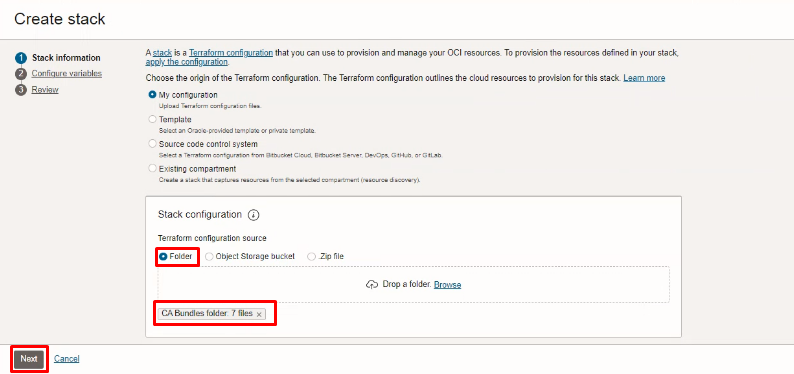 Create stack
1 Stack information
2 Configure variables
3 Review
A stack is a Terraform configuration that you can use to provision and manage your OCI resources. To provision the resources defined in your stack,
apply the configuration.
Choose the origin of the Terraform configuration. The Terraform configuration outlines the cloud resources to provision for this stack. Learn more
My configuration
Upload Terraform configuration files.
Template
Select an Oracle-provided template or private template.
Source code control system
Select a Terraform configuration from Bitbucket Cloud, Bitbucket Server, DevOps, GitHub, or GitLab.
Existing compartment
Create a stack that captures resources from the selected compartment (resource discovery).
Stack configuration i
Terraform configuration source
Folder Object Storage bucket .Zip file
Drop a folder. Browse
CA Bundles folder: 7 files ×
Next Cancel